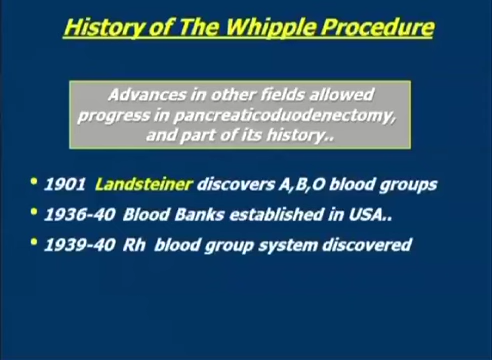 History of The Whipple Procedure
Advances in other fields allowed
progress in pancreaticoduodenectomy,
and part of its history..
• 1901 Landsteiner discovers A,B,O blood groups
• 1936-40 Blood Banks established in USA..
• 1939-40 Rh blood group system discovered